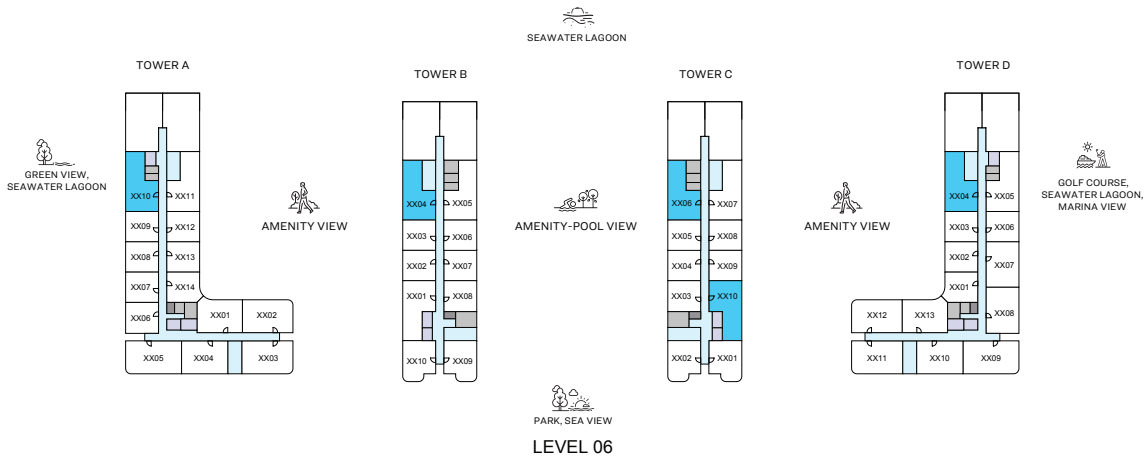 SEAWATER LAGOON
TOWER A
TOWER B
TOWER C
TOWER D
GREEN VIEW,
SEAWATER LAGOON
AMENITY VIEW
AMENITY-POOL VIEW
AMENITY VIEW
GOLF COURSE,
SEAWATER LAGOON,
MARINA VIEW
XX10 XX11
XX09 XX12
XX08 XX13
XX07 XX14
XX06
XX01 XX02
XX05 XX04 XX03
XX04 XX05
XX03 XX06
XX02 XX07
XX01 XX08
XX10 XX09
XX06 XX07
XX05 XX08
XX04 XX09
XX03 XX10
XX02 XX01
XX04 XX05
XX03 XX06
XX02 XX07
XX01
XX08
XX12 XX13
XX11 XX10 XX09
PARK, SEA VIEW
LEVEL 06